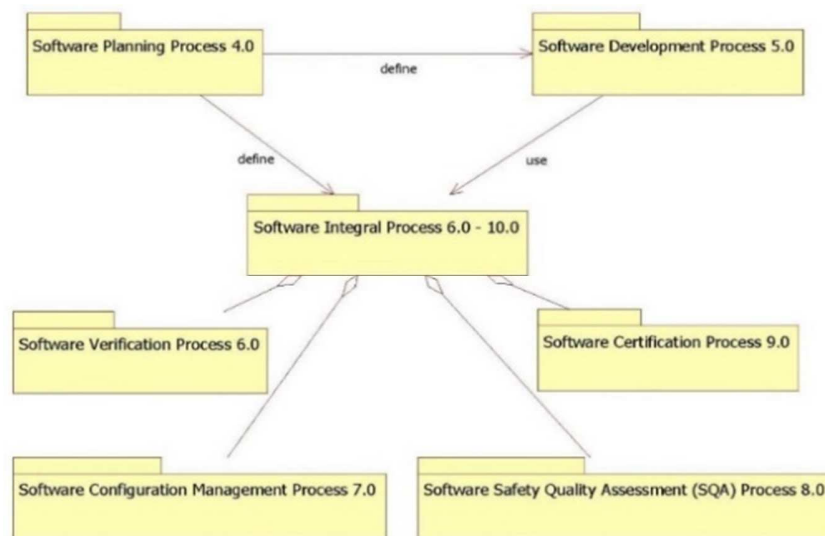 Software Planning Process 4.0
Software Development Process 5.0
define
define
use
Software Integral Process 6.0 - 10.0
Software Verification Process 6.0
Software Certification Process 9.0
Software Configuration Management Process 7.0
Software Safety Quality Assessment (SQA) Process 8.0